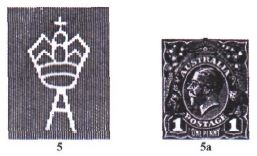 A
AUSTRALIA
POSTAGE
1 ONE PENNY 1
5
5a